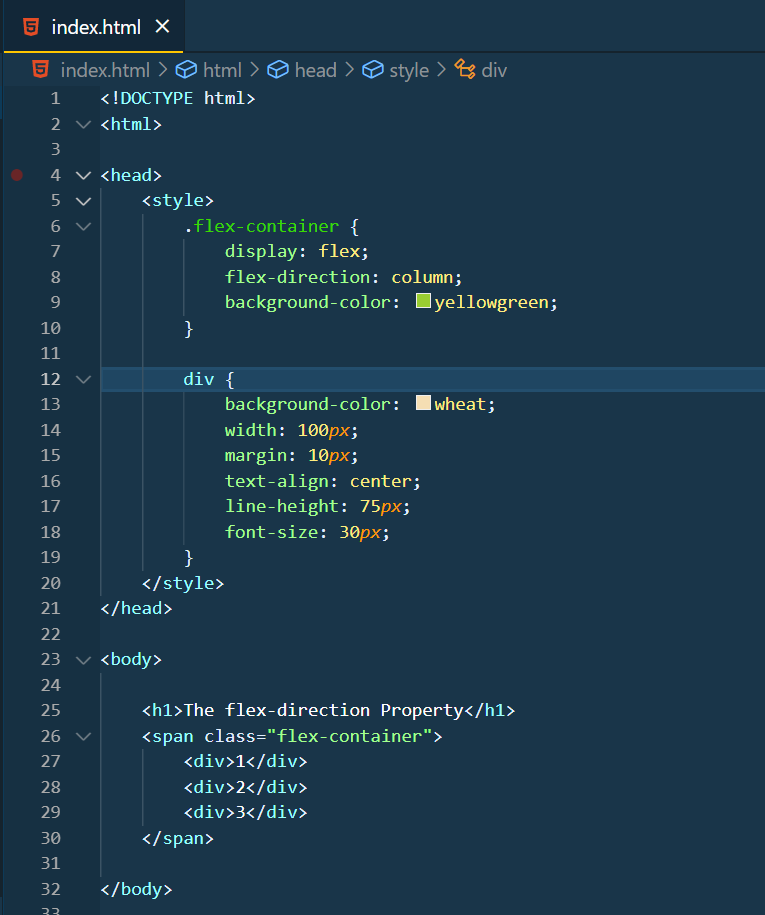 index.html ×
index.html > html > head > style > div
1 <!DOCTYPE html>
2 <html>
3
4 <head>
5 <style>
6 .flex-container {
7 display: flex;
8 flex-direction: column;
9 background-color: yellowgreen;
10 }
11
12 div {
13 background-color: wheat;
14 width: 100px;
15 margin: 10px;
16 text-align: center;
17 line-height: 75px;
18 font-size: 30px;
19 }
20 </style>
21 </head>
22
23 <body>
24
25 <h1>The flex-direction Property</h1>
26 <span class="flex-container">
27 <div>1</div>
28 <div>2</div>
29 <div>3</div>
30 </span>
31
32 </body>
33